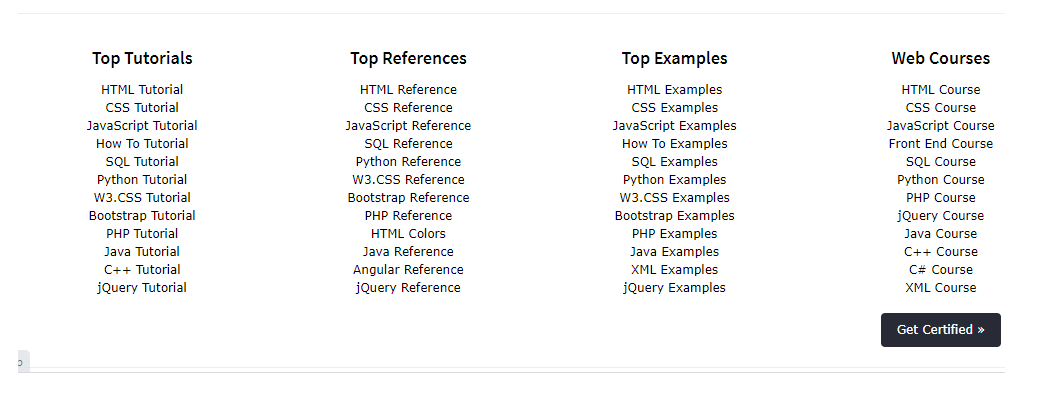 Top Tutorials
HTML Tutorial
CSS Tutorial
JavaScript Tutorial
How To Tutorial
SQL Tutorial
Python Tutorial
W3.CSS Tutorial
Bootstrap Tutorial
PHP Tutorial
Java Tutorial
C++ Tutorial
jQuery Tutorial
Top References
HTML Reference
CSS Reference
JavaScript Reference
SQL Reference
Python Reference
W3.CSS Reference
Bootstrap Reference
PHP Reference
HTML Colors
Java Reference
Angular Reference
jQuery Reference
Top Examples
HTML Examples
CSS Examples
JavaScript Examples
How To Examples
SQL Examples
Python Examples
W3.CSS Examples
Bootstrap Examples
PHP Examples
Java Examples
XML Examples
jQuery Examples
Web Courses
HTML Course
CSS Course
JavaScript Course
Front End Course
SQL Course
Python Course
PHP Course
jQuery Course
Java Course
C++ Course
C# Course
XML Course
Get Certified »